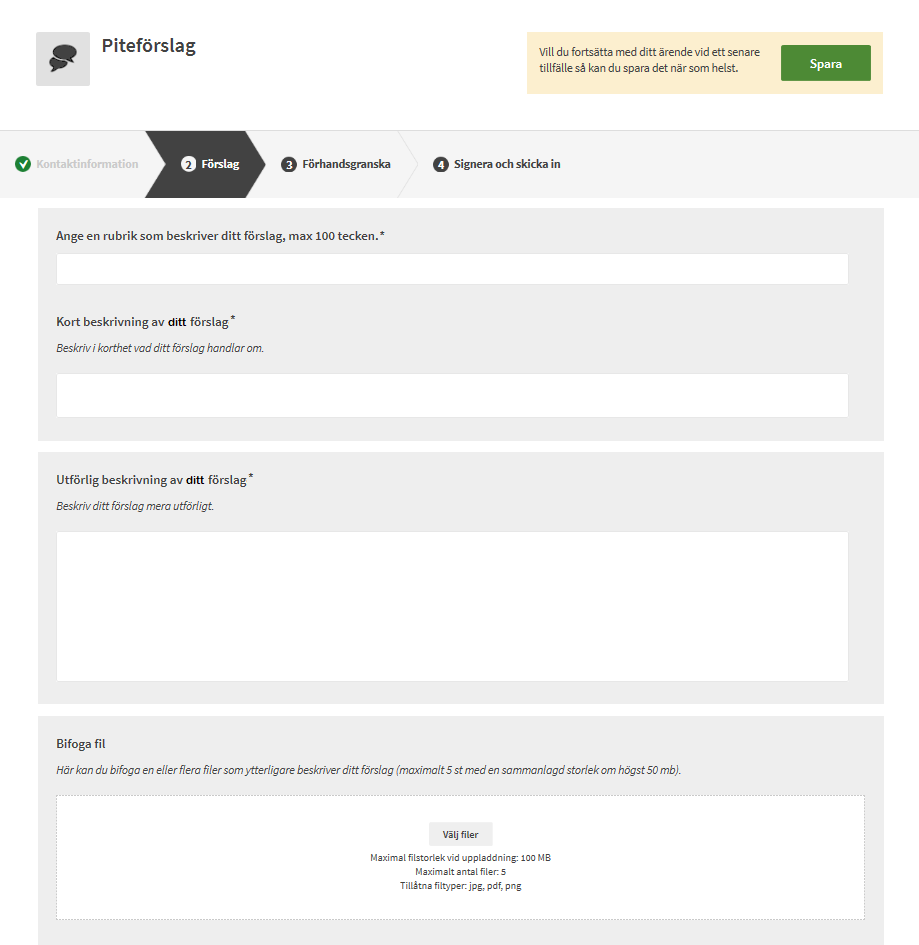 Piteförslag
Vill du fortsätta med ditt ärende vid ett senare
tillfälle så kan du spara det när som helst.
Spara
Kontaktinformation
2 Förslag
3 Förhandsgranska
4 Signera och skicka in
Ange en rubrik som beskriver ditt förslag, max 100 tecken.*
Kort beskrivning av ditt förslag*
Beskriv i korthet vad ditt förslag handlar om.
Utförlig beskrivning av ditt förslag*
Beskriv ditt förslag mera utförligt.
Bifoga fil
Här kan du bifoga en eller flera filer som ytterligare beskriver ditt förslag (maximalt 5 st med en sammanlagd storlek om högst 50 mb).
Välj filer
Maximal filstorlek vid uppladdning: 100 MB
Maximalt antal filer: 5
Tillåtna filtyper: jpg, pdf, png